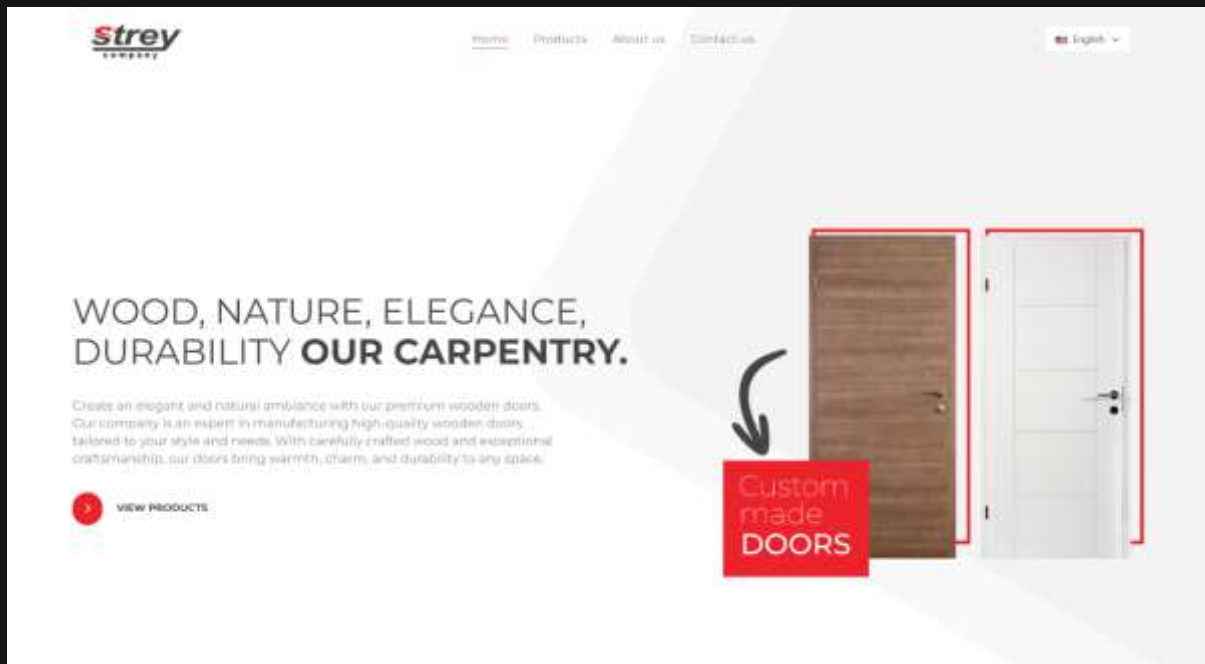 Strey
company
Home Products About us Contact us
English
WOOD, NATURE, ELEGANCE,
DURABILITY OUR CARPENTRY.
Create an elegant and natural ambiance with our premium wooden doors.
Our company is an expert in manufacturing high-quality wooden doors
tailored to your style and needs. With carefully crafted wood and exceptional
craftsmanship, our doors bring warmth, charm, and durability to any space.
VIEW PRODUCTS
Custom
made
DOORS